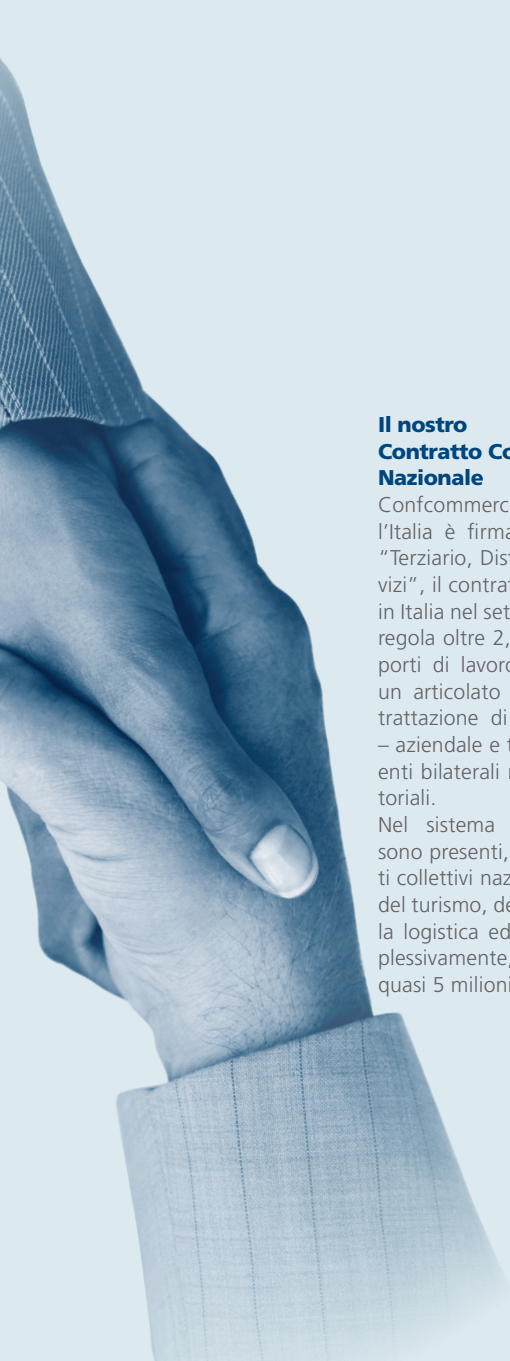 Il nostro
Contratto Co
Nazionale
Confcommerc
l’Italia è firma
“Terziario, Dist
vizi”, il contrat
in Italia nel set
regola oltre 2,
porti di lavoro
un articolato
trattazione di
– aziendale e t
enti bilaterali n
toriali.
Nel sistema
sono presenti,
ti collettivi naz
del turismo, de
la logistica ed
plessivamente,
quasi 5 milioni